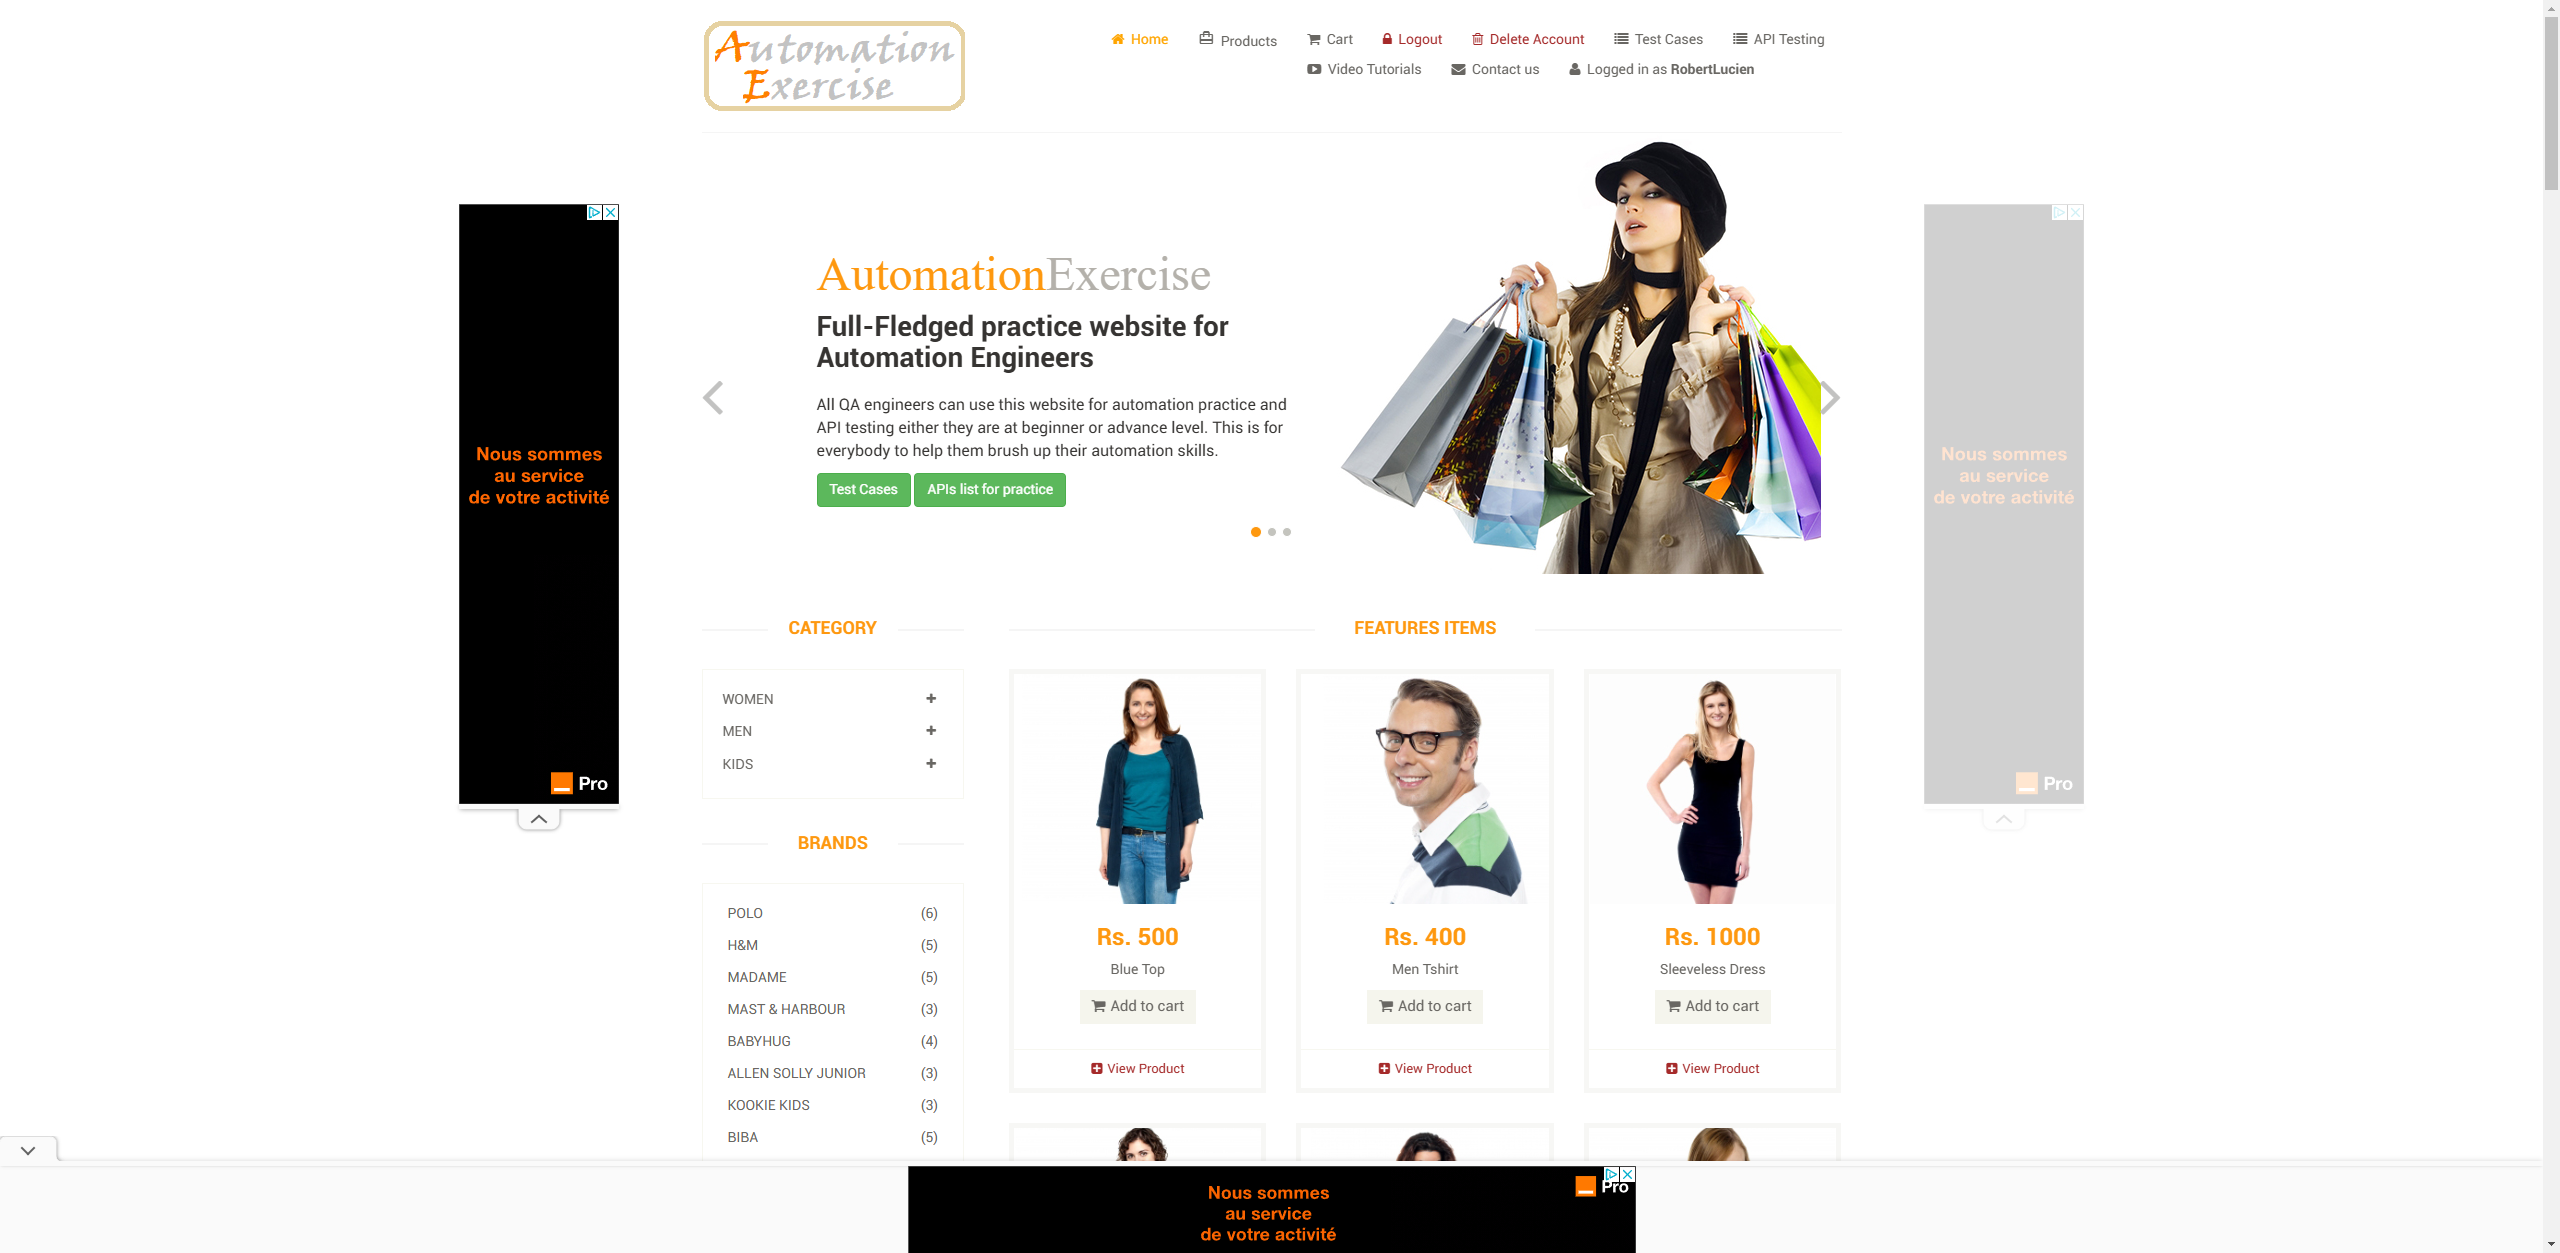 Automation
Exercise
Home
Products
Cart
Logout
Delete Account
Test Cases
API Testing
Video Tutorials
Contact us
Logged in as RobertLucien
Nous sommes
au service
de votre activité
Pro
AutomationExercise
Full-Fledged practice website for
Automation Engineers
All QA engineers can use this website for automation practice and
API testing either they are at beginner or advance level. This is for
everybody to help them brush up their automation skills.
Test Cases
APIs list for practice
Nous sommes
au service
de votre activité
Pro
CATEGORY
WOMEN
MEN
KIDS
BRANDS
POLO (6)
H&M (5)
MADAME (5)
MAST & HARBOUR (3)
BABYHUG (4)
ALLEN SOLLY JUNIOR (3)
KOOKIE KIDS (3)
BIBA (5)
FEATURES ITEMS
Rs. 500
Blue Top
Add to cart
View Product
Rs. 400
Men Tshirt
Add to cart
View Product
Rs. 1000
Sleeveless Dress
Add to cart
View Product
Nous sommes
au service
de votre activité
Pro